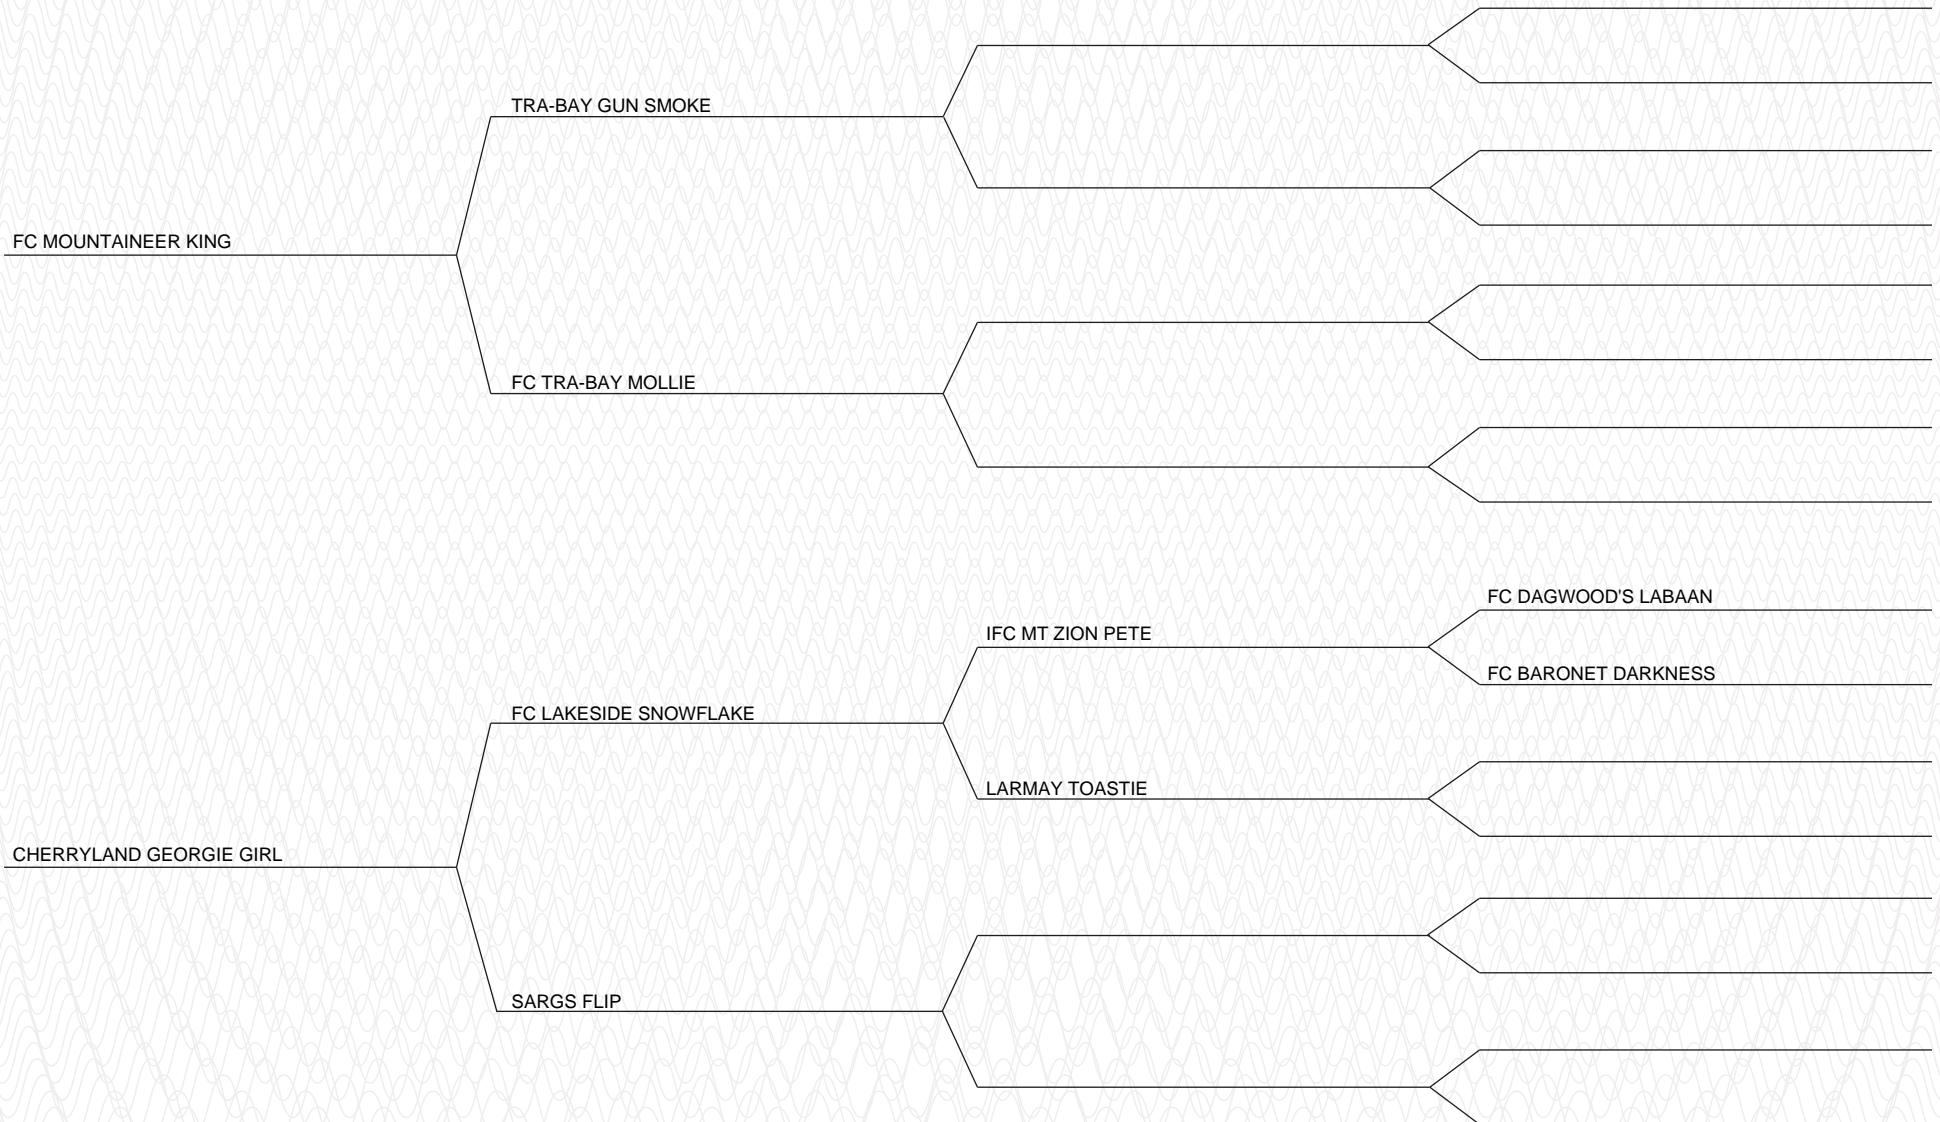 TRA-BAY GUN SMOKE
FC MOUNTAINEER KING
FC TRA-BAY MOLLIE
FC DAGWOOD'S LABAAN
IFC MT ZION PETE
FC BARONET DARKNESS
FC LAKESIDE SNOWFLAKE
LARMAY TOASTIE
CHERRYLAND GEORGIE GIRL
SARGS FLIP